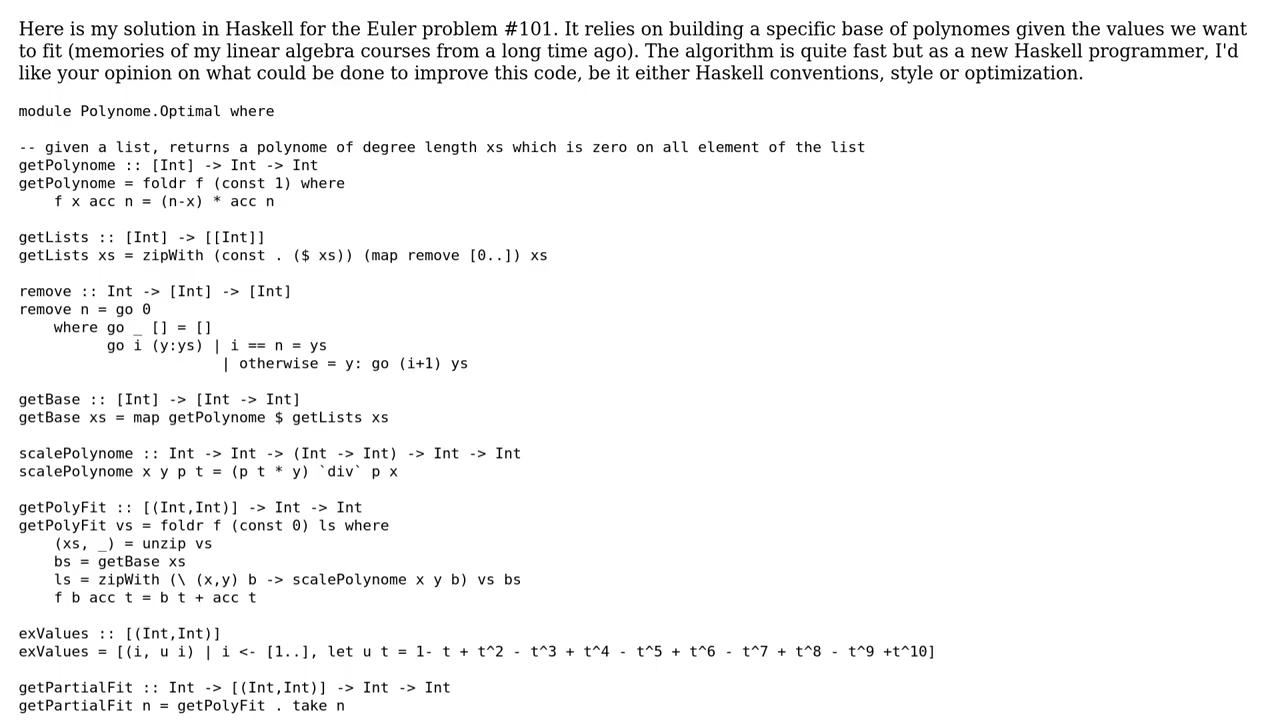 Here is my solution in Haskell for the Euler problem #101. It relies on building a specific base of polynomes given the values we want
to fit (memories of my linear algebra courses from a long time ago). The algorithm is quite fast but as a new Haskell programmer, I'd
like your opinion on what could be done to improve this code, be it either Haskell conventions, style or optimization.
module Polynome.Optimal where
-- given a list, returns a polynome of degree length xs which is zero on all element of the list
getPolynome :: [Int] -> Int -> Int
getPolynome = foldr f (const 1) where
    f x acc n = (n-x) * acc n
getLists :: [Int] -> [[Int]]
getLists xs = zipWith (const . ($ xs)) (map remove [0..]) xs
remove :: Int -> [Int] -> [Int]
remove n = go 0
    where go _ [] = []
          go i (y:ys) | i == n = ys
                       | otherwise = y: go (i+1) ys
getBase :: [Int] -> [Int -> Int]
getBase xs = map getPolynome $ getLists xs
scalePolynome :: Int -> Int -> (Int -> Int) -> Int -> Int
scalePolynome x y p t = (p t * y) `div` p x
getPolyFit :: [(Int,Int)] -> Int -> Int
getPolyFit vs = foldr f (const 0) ls where
    (xs, _) = unzip vs
    bs = getBase xs
    ls = zipWith (\ (x,y) b -> scalePolynome x y b) vs bs
    f b acc t = b t + acc t
exValues :: [(Int,Int)]
exValues = [(i, u i) | i <- [1..], let u t = 1- t + t^2 - t^3 + t^4 - t^5 + t^6 - t^7 + t^8 - t^9 +t^10]
getPartialFit :: Int -> [(Int,Int)] -> Int -> Int
getPartialFit n = getPolyFit . take n